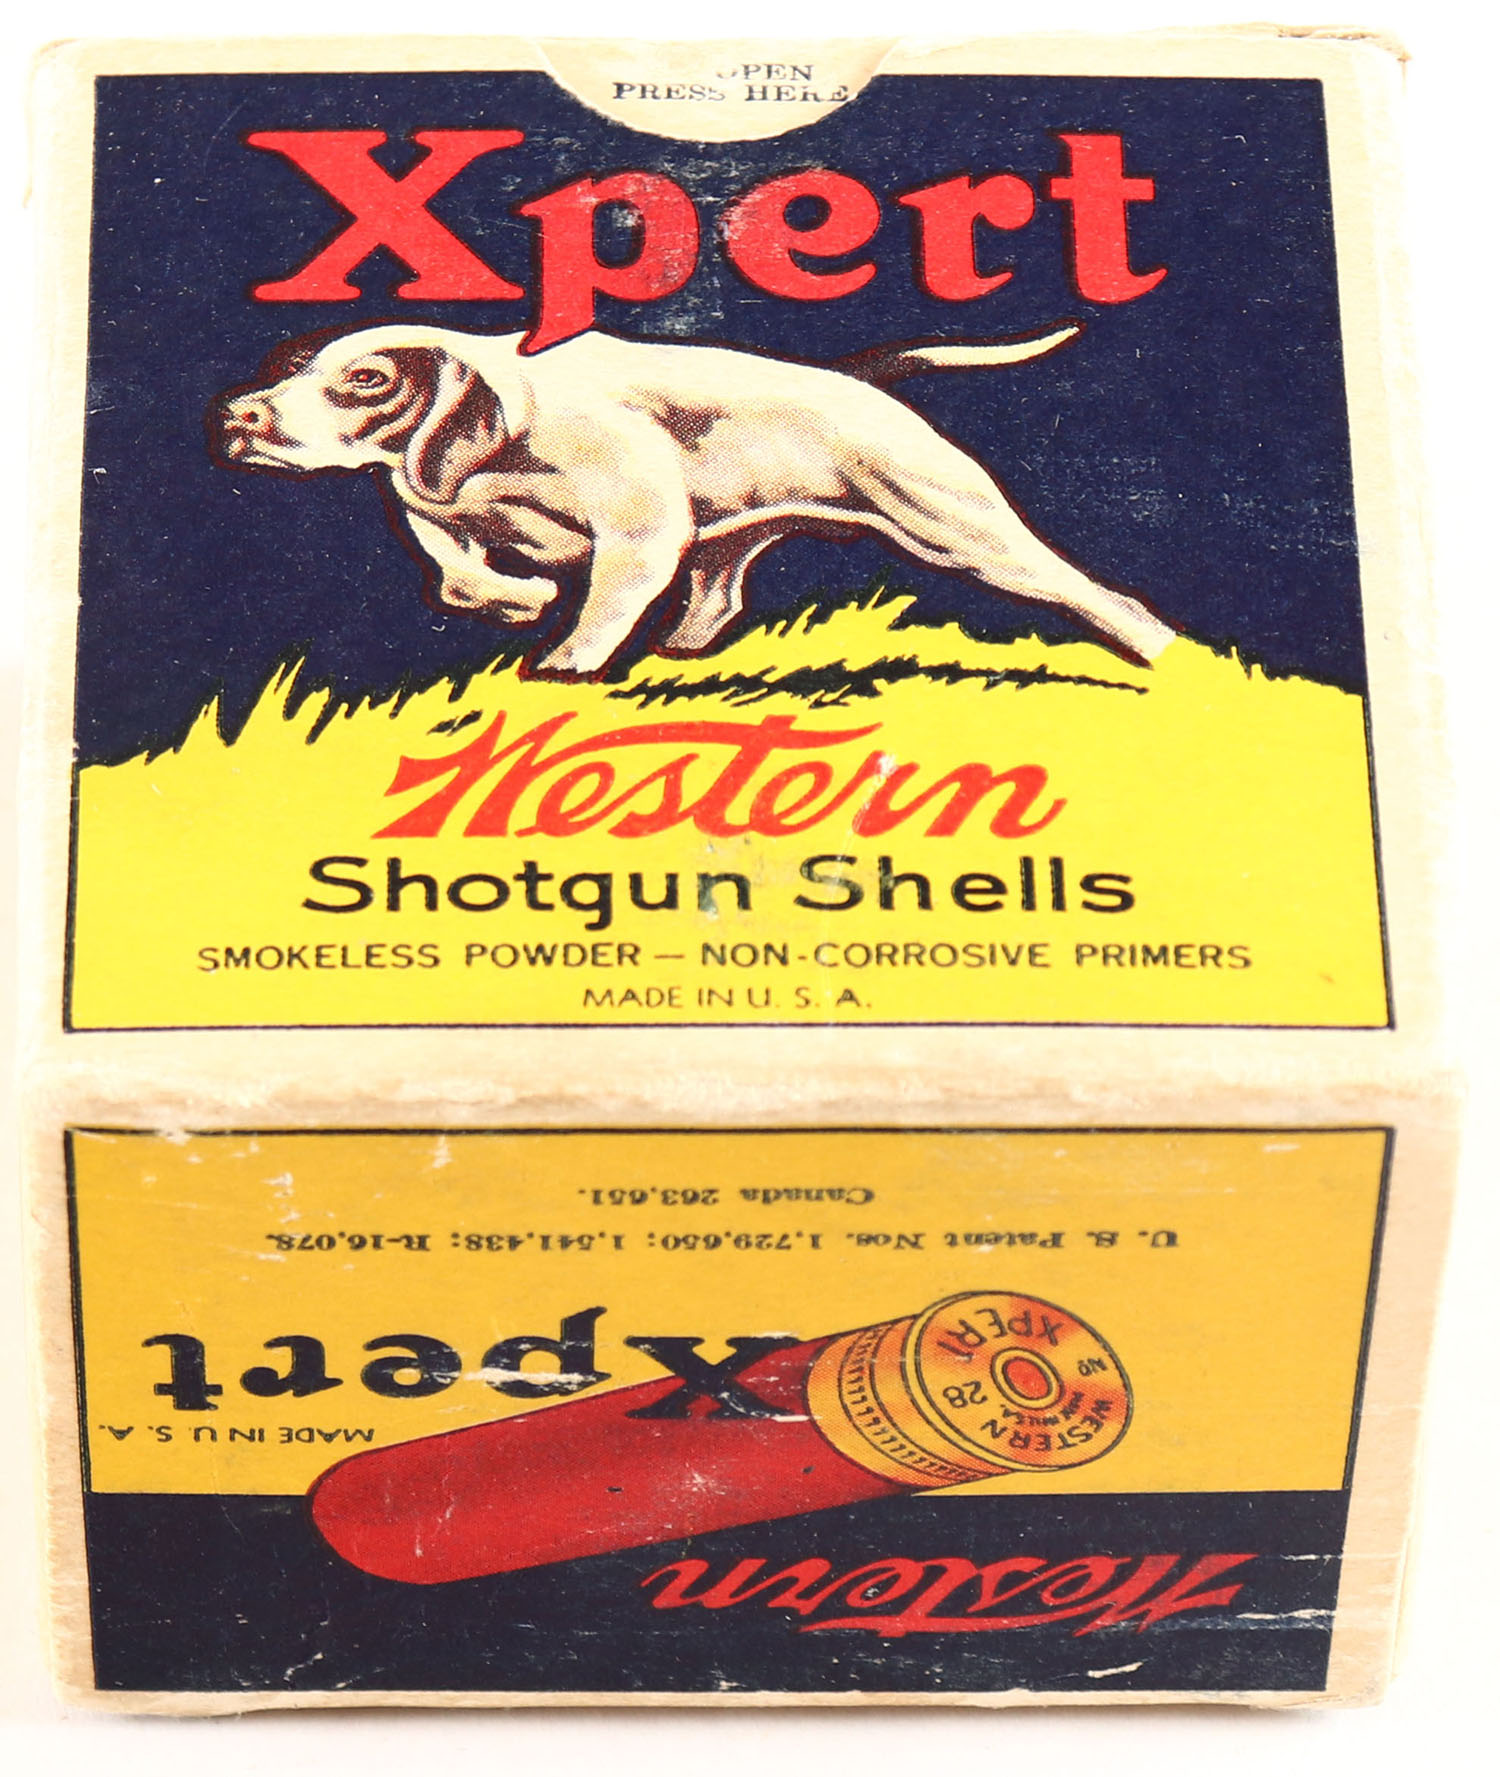 OPEN
PRESS HERE
Xpert
Western
Shotgun Shells
SMOKELESS POWDER — NON-CORROSIVE PRIMERS
MADE IN U. S. A.
Western
MADE IN U. S. A.
Xpert
WESTERN
NEW
No 28
XPERT
U. S. Patent Nos. 1,729,650; 1,541,438; R-16,078.
Canada 263,651.